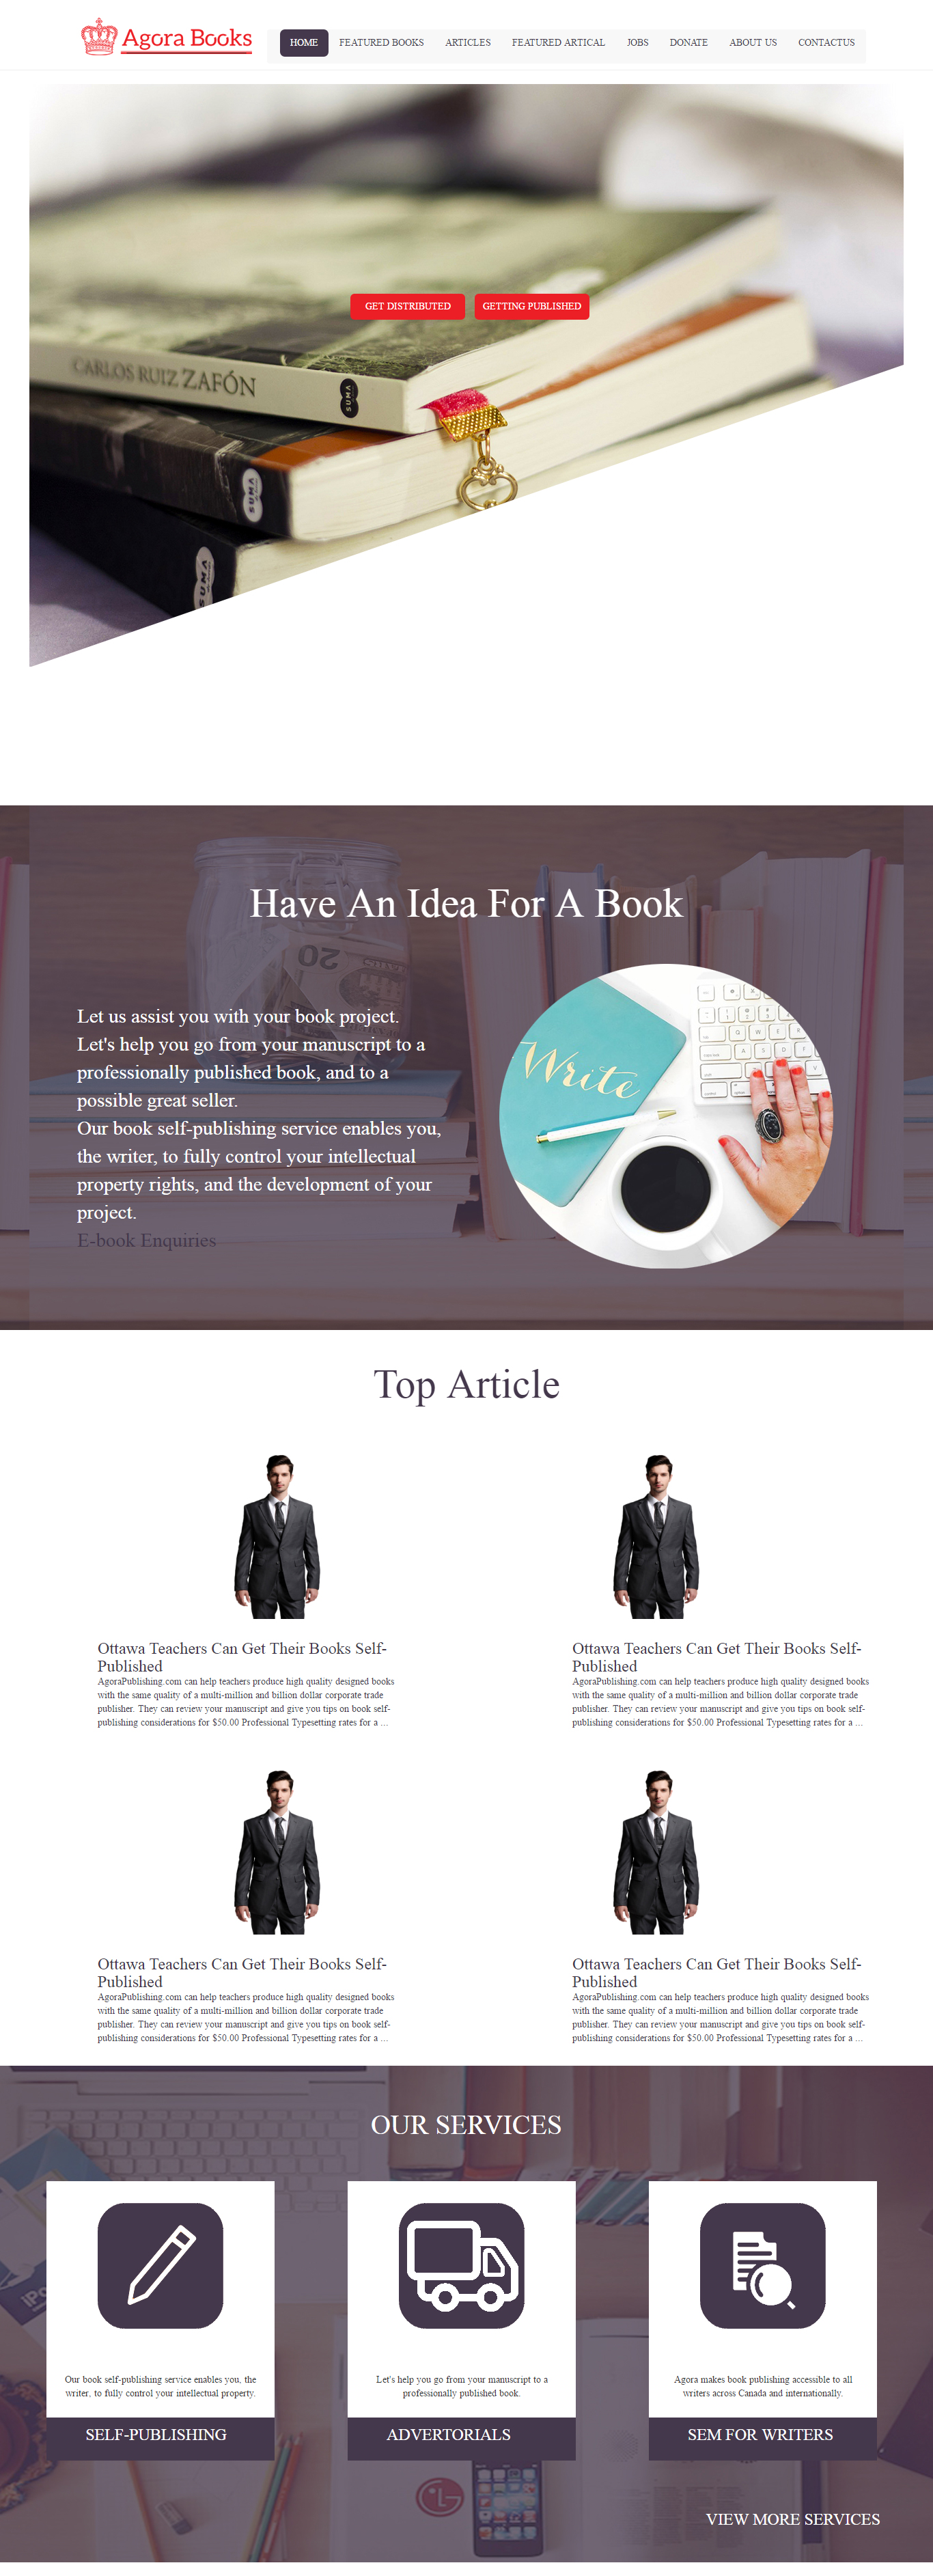 Agora Books
HOME FEATURED BOOKS ARTICLES FEATURED ARTICAL JOBS DONATE ABOUT US CONTACTUS
GET DISTRIBUTED GETTING PUBLISHED
CARLOS RUIZ ZAFÓN
SUMA
SUMA
SUMA
Have An Idea For A Book
20
Let us assist you with your book project.
Let's help you go from your manuscript to a
professionally published book, and to a
possible great seller.
Our book self-publishing service enables you,
the writer, to fully control your intellectual
property rights, and the development of your
project.
E-book Enquiries
Write
Top Article
Ottawa Teachers Can Get Their Books Self-
Published
AgoraPublishing.com can help teachers produce high quality designed books
with the same quality of a multi-million and billion dollar corporate trade
publisher. They can review your manuscript and give you tips on book self-
publishing considerations for $50.00 Professional Typesetting rates for a ...
Ottawa Teachers Can Get Their Books Self-
Published
AgoraPublishing.com can help teachers produce high quality designed books
with the same quality of a multi-million and billion dollar corporate trade
publisher. They can review your manuscript and give you tips on book self-
publishing considerations for $50.00 Professional Typesetting rates for a ...
Ottawa Teachers Can Get Their Books Self-
Published
AgoraPublishing.com can help teachers produce high quality designed books
with the same quality of a multi-million and billion dollar corporate trade
publisher. They can review your manuscript and give you tips on book self-
publishing considerations for $50.00 Professional Typesetting rates for a ...
Ottawa Teachers Can Get Their Books Self-
Published
AgoraPublishing.com can help teachers produce high quality designed books
with the same quality of a multi-million and billion dollar corporate trade
publisher. They can review your manuscript and give you tips on book self-
publishing considerations for $50.00 Professional Typesetting rates for a ...
OUR SERVICES
Our book self-publishing service enables you, the
writer, to fully control your intellectual property.
SELF-PUBLISHING
Let's help you go from your manuscript to a
professionally published book.
ADVERTORIALS
Agora makes book publishing accessible to all
writers across Canada and internationally.
SEM FOR WRITERS
LG
VIEW MORE SERVICES